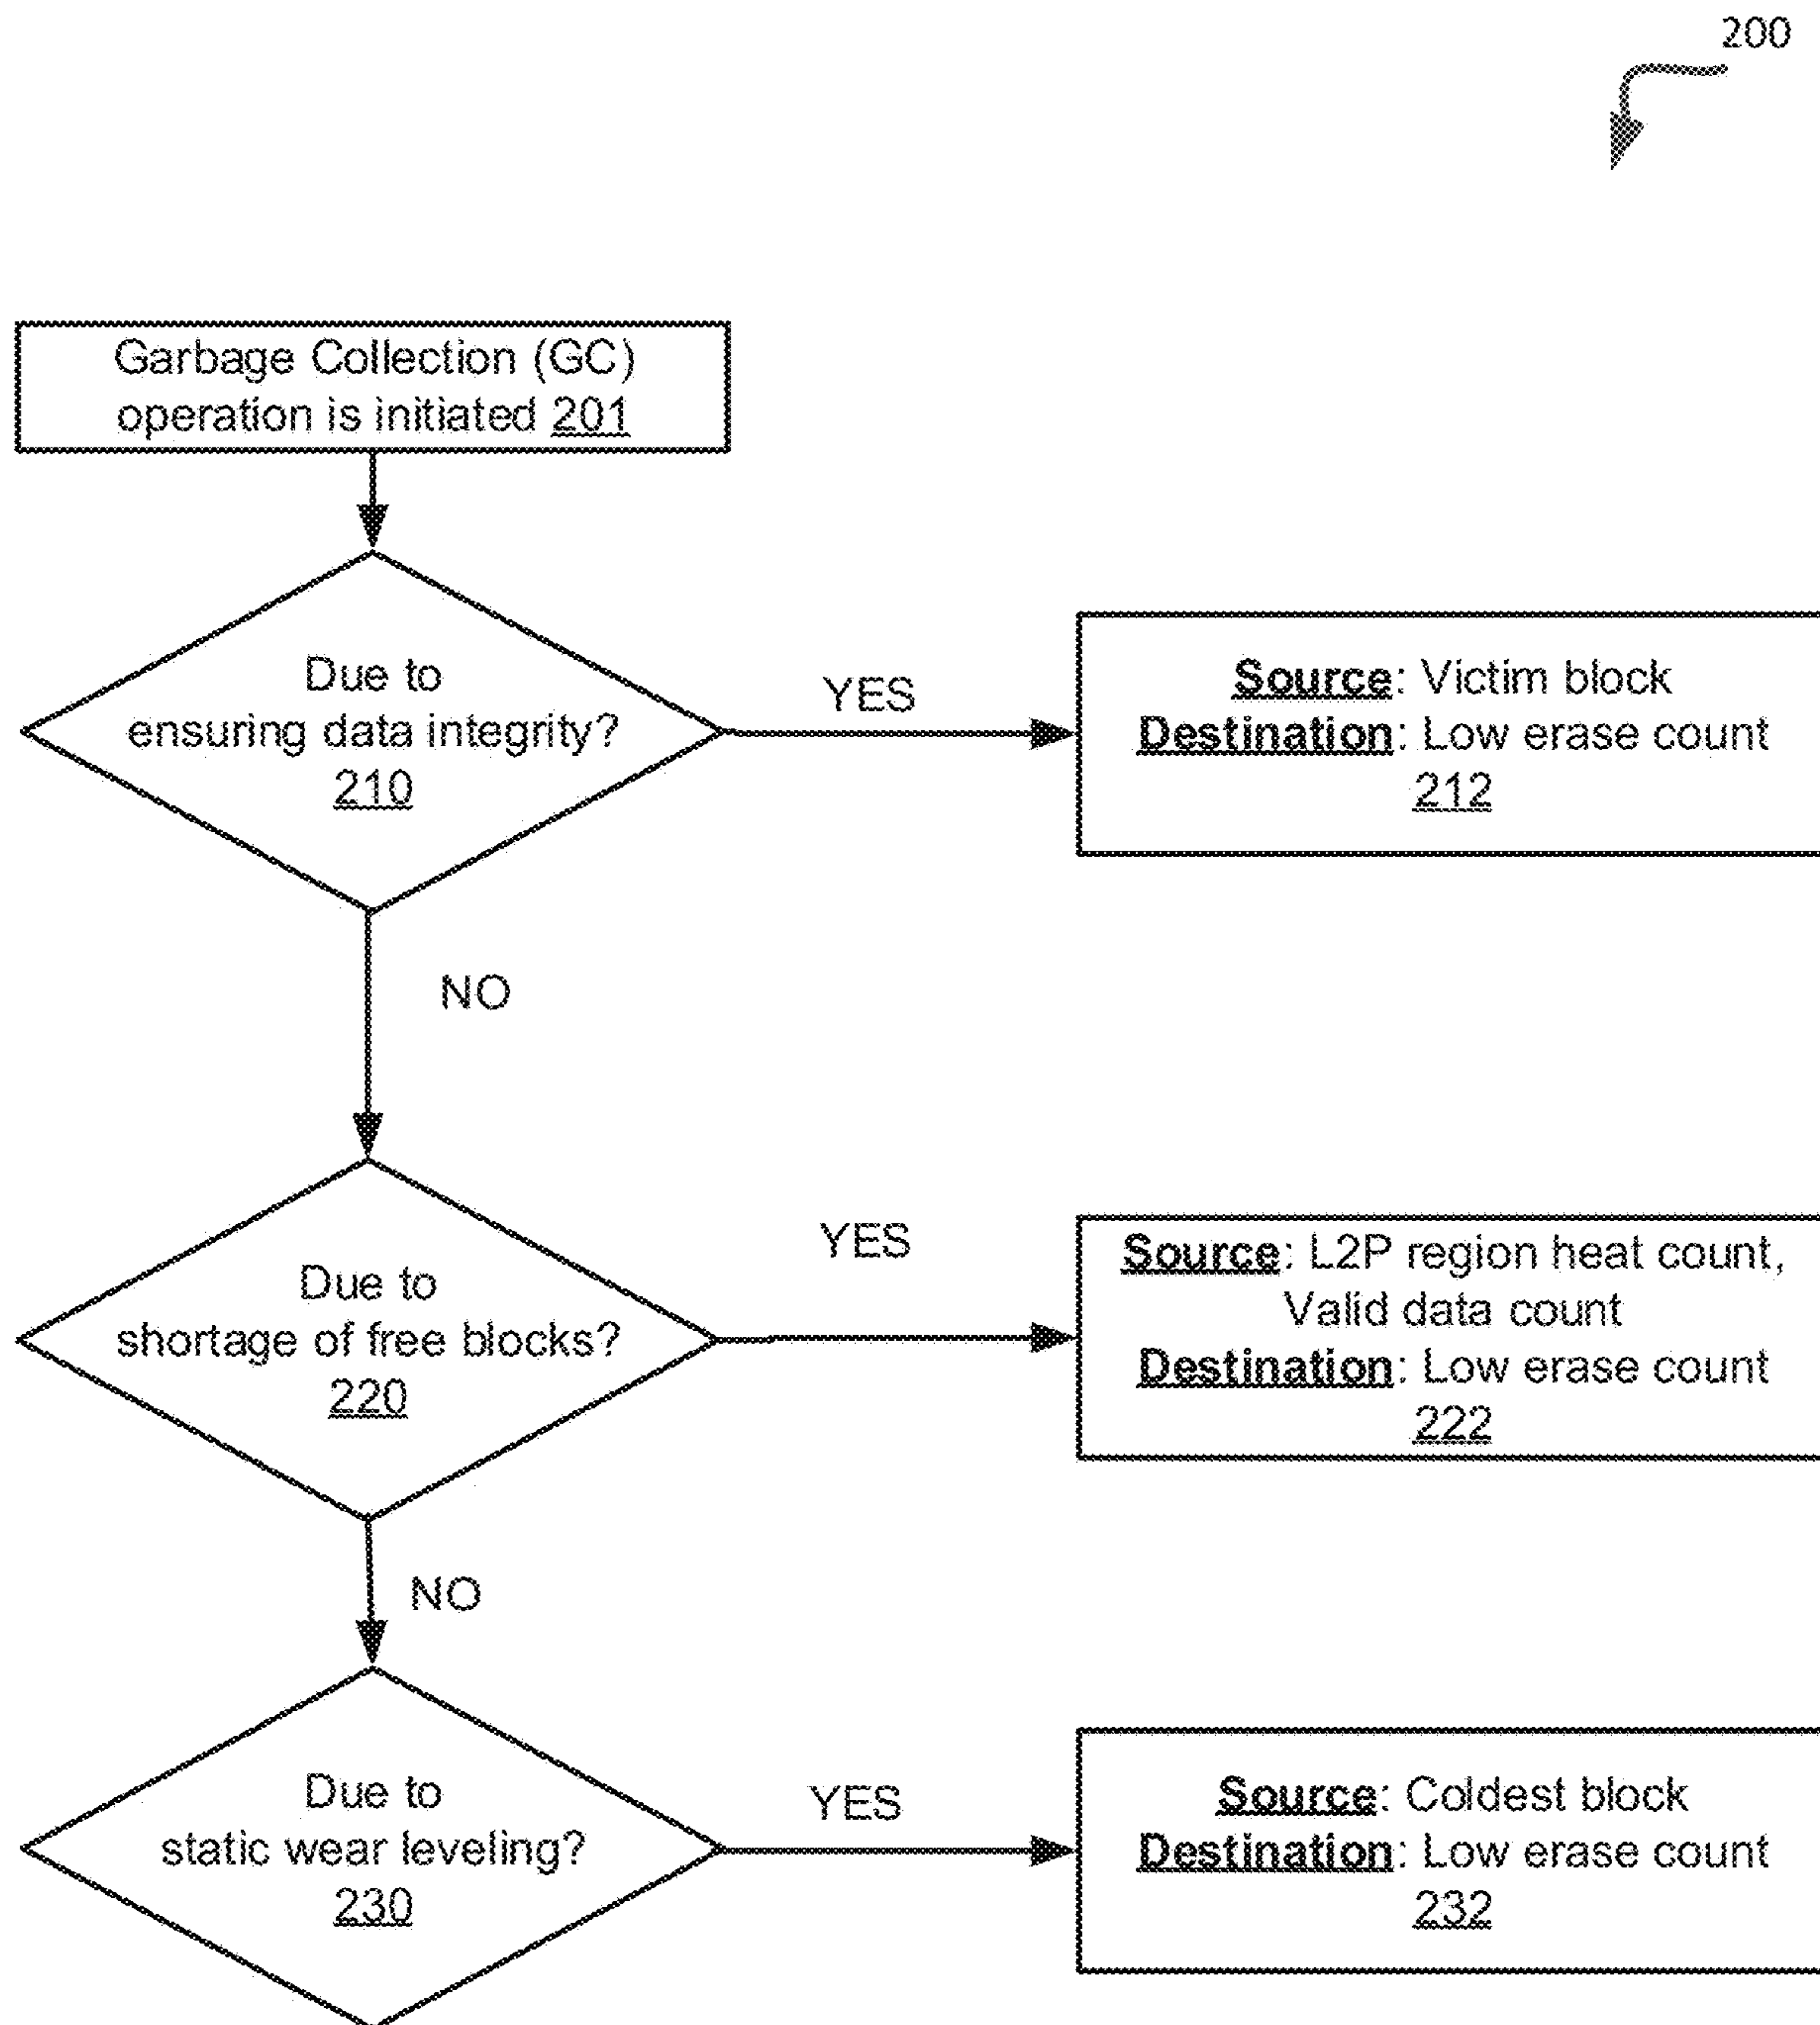 200
Garbage Collection (GC)
operation is initiated 201
Due to
ensuring data integrity?
210
YES
Source: Victim block
Destination: Low erase count
212
NO
Due to
shortage of free blocks?
220
YES
Source: L2P region heat count,
Valid data count
Destination: Low erase count
222
NO
Due to
static wear leveling?
230
YES
Source: Coldest block
Destination: Low erase count
232